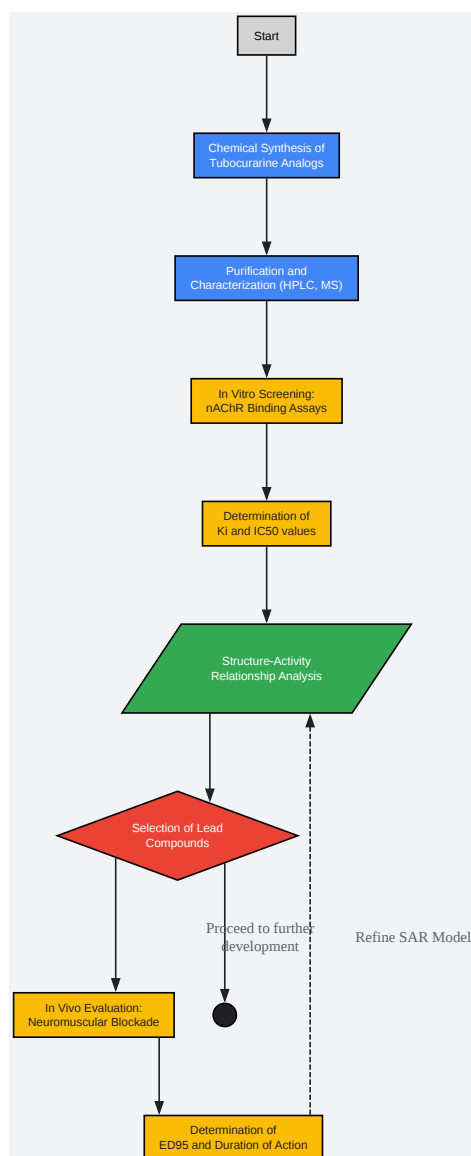 Start
Chemical Synthesis of
Tubocurarine Analogs
Purification and
Characterization (HPLC, MS)
In Vitro Screening:
nAChR Binding Assays
Determination of
Ki and IC50 values
Structure-Activity
Relationship Analysis
Selection of Lead
Compounds
Proceed to further
development
Refine SAR Model
In Vivo Evaluation:
Neuromuscular Blockade
Determination of
ED95 and Duration of Action